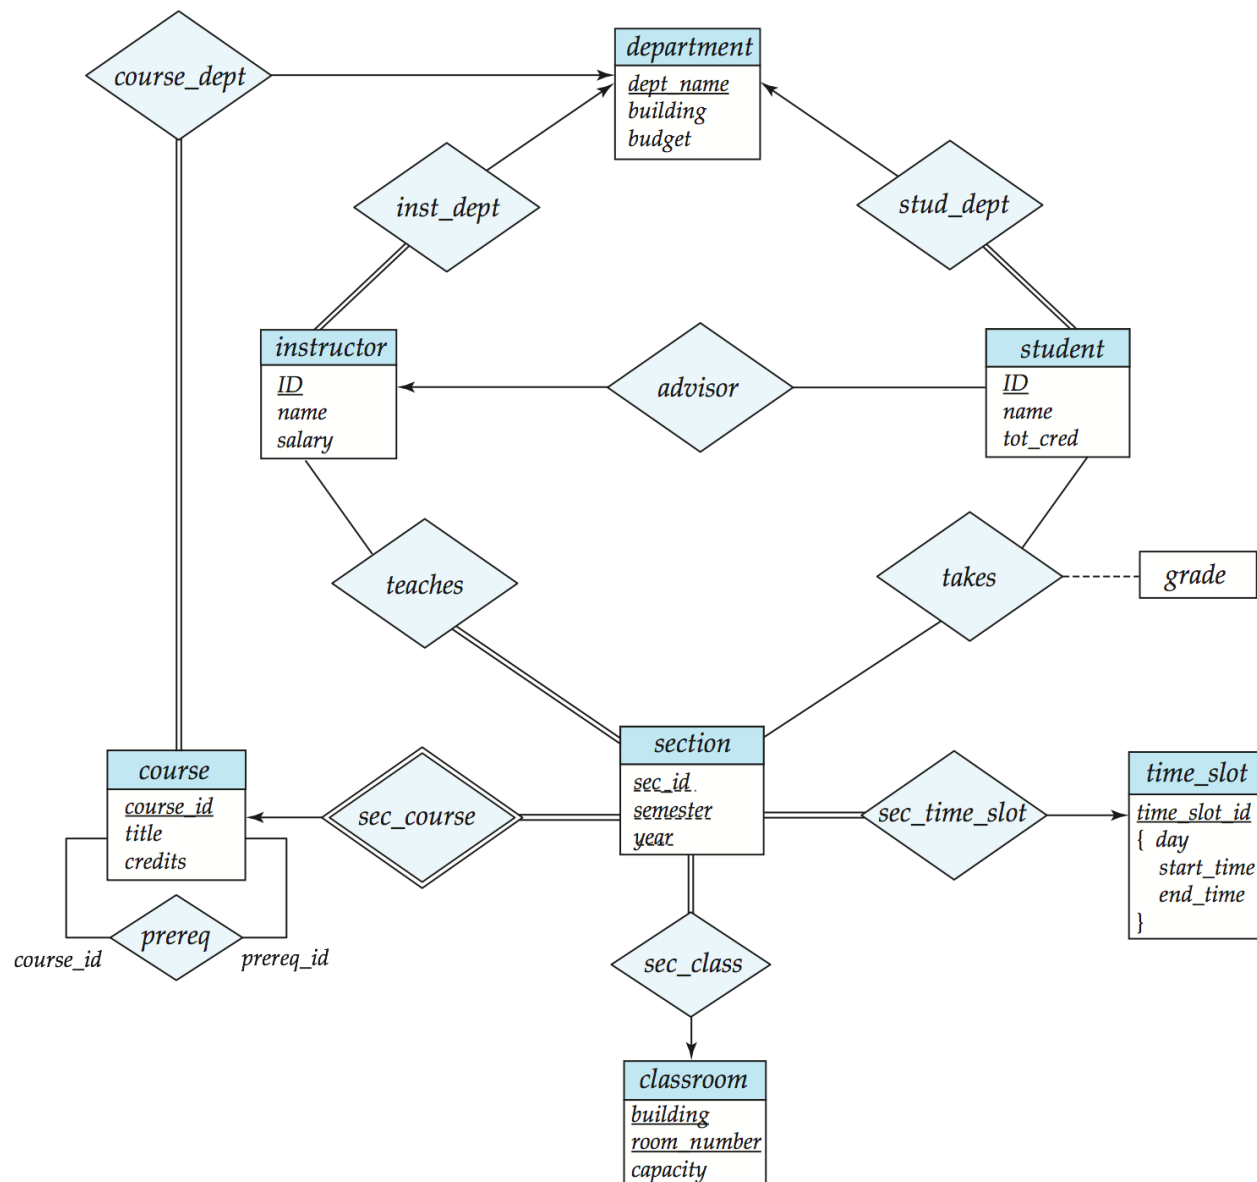 department
course_dept
dept_name
building
budget
inst_dept
stud_dept
instructor
ID
name
salary
advisor
student
ID
name
tot_cred
teaches
takes
grade
course
course_id
title
credits
sec_course
section
sec_id
semester
year
sec_time_slot
time_slot
time_slot_id
{ day
start_time
end_time
}
prereq
course_id
prereq_id
sec_class
classroom
building
room_number
capacity